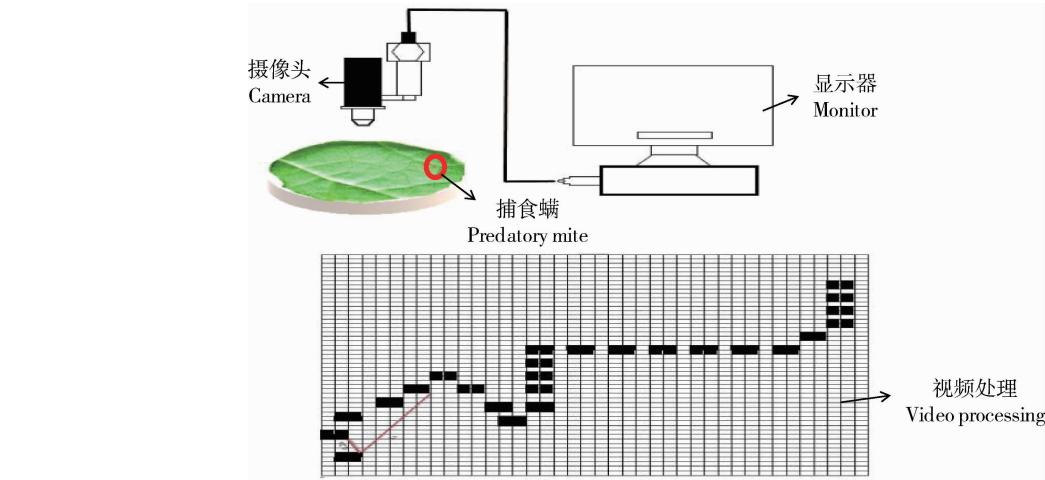 摄像头
Camera
显示器
Monitor
捕食螨
Predatory mite
视频处理
Video processing